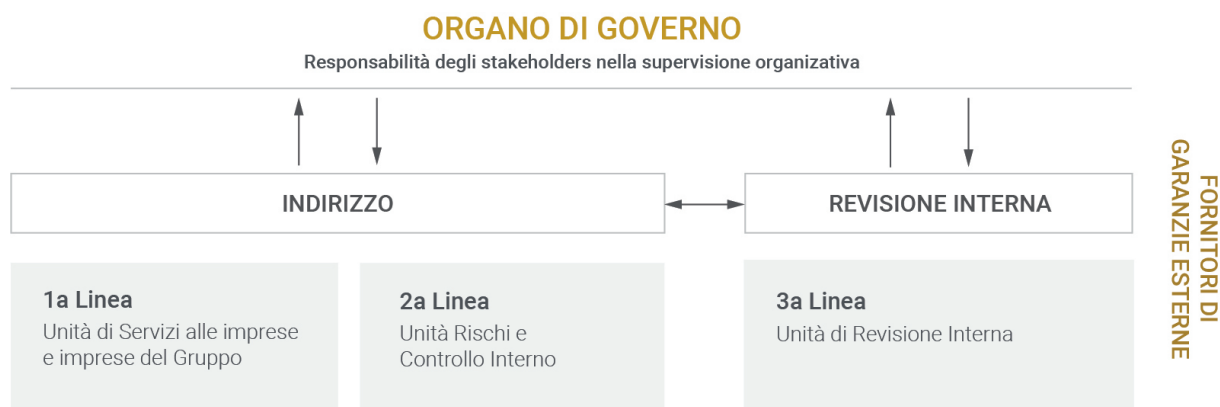 ORGANO DI GOVERNO
Responsabilità degli stakeholders nella supervisione organizativa
INDIRIZZO
REVISIONE INTERNA
1a Linea
Unità di Servizi alle imprese
e imprese del Gruppo
2a Linea
Unità Rischi e
Controllo Interno
3a Linea
Unità di Revisione Interna
FORNITORI DI
GARANZIE ESTERNE